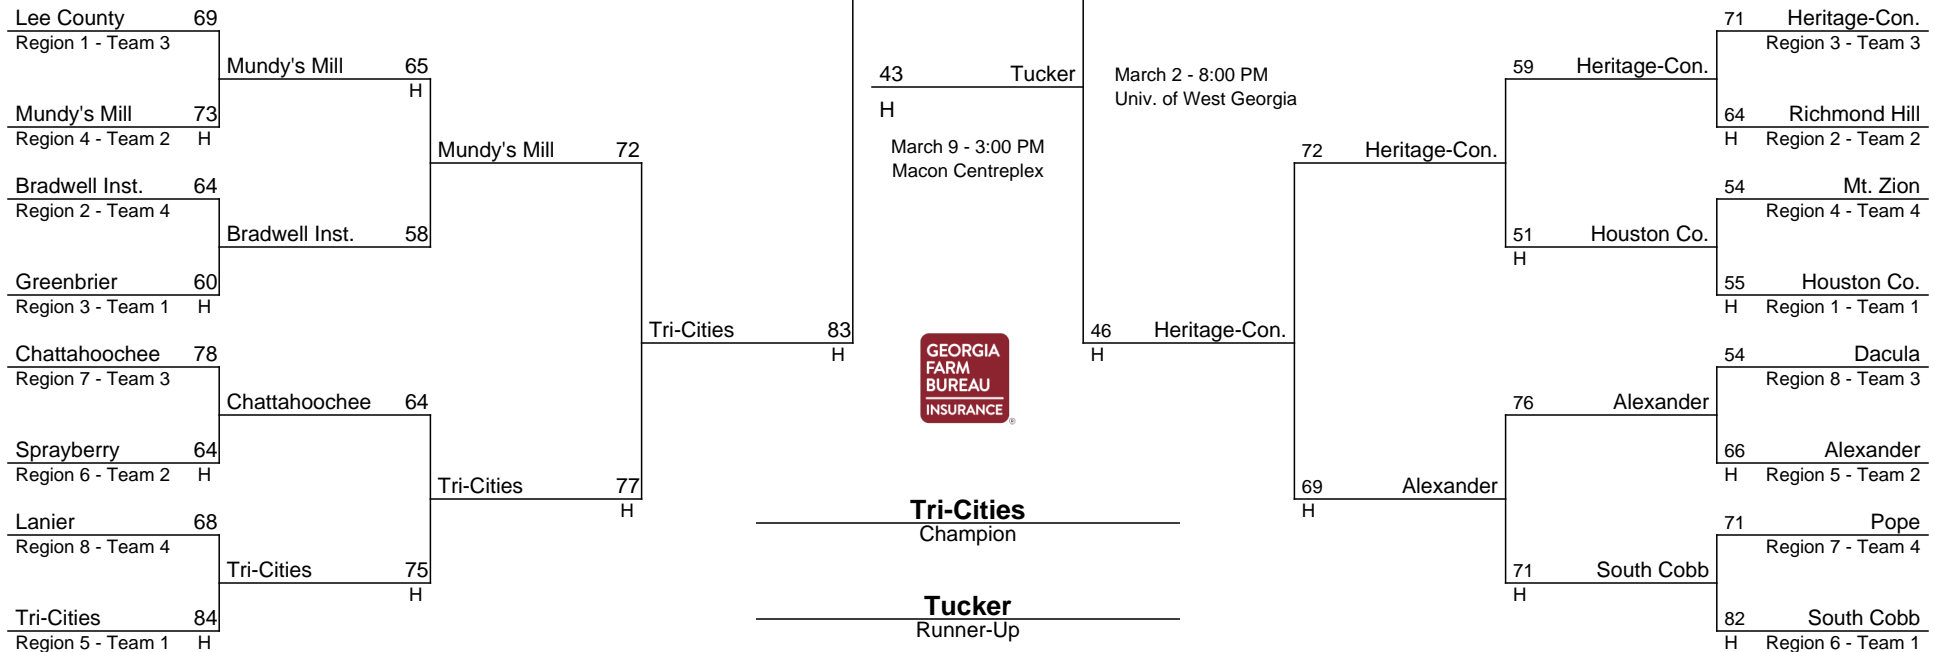 Lee County 69
Region 1 - Team 3
Mundy's Mill 65
H
Mundy's Mill 73
Region 4 - Team 2 H
Mundy's Mill 72
Bradwell Inst. 64
Region 2 - Team 4
Bradwell Inst. 58
Greenbrier 60
Region 3 - Team 1 H
Tri-Cities 83
H
Chattahoochee 78
Region 7 - Team 3
Chattahoochee 64
Sprayberry 64
Region 6 - Team 2 H
Tri-Cities 77
H
Lanier 68
Region 8 - Team 4
Tri-Cities 75
H
Tri-Cities 84
Region 5 - Team 1 H
43 Tucker
H
March 9 - 3:00 PM
Macon Centreplex
March 2 - 8:00 PM
Univ. of West Georgia
GEORGIA
FARM
BUREAU
INSURANCE
®
Tri-Cities
Champion
Tucker
Runner-Up
46 Heritage-Con.
H
72 Heritage-Con.
69 Alexander
H
59 Heritage-Con.
51 Houston Co.
H
76 Alexander
71 South Cobb
H
71 Heritage-Con.
Region 3 - Team 3
64 Richmond Hill
H Region 2 - Team 2
54 Mt. Zion
Region 4 - Team 4
55 Houston Co.
H Region 1 - Team 1
54 Dacula
Region 8 - Team 3
66 Alexander
H Region 5 - Team 2
71 Pope
Region 7 - Team 4
82 South Cobb
H Region 6 - Team 1